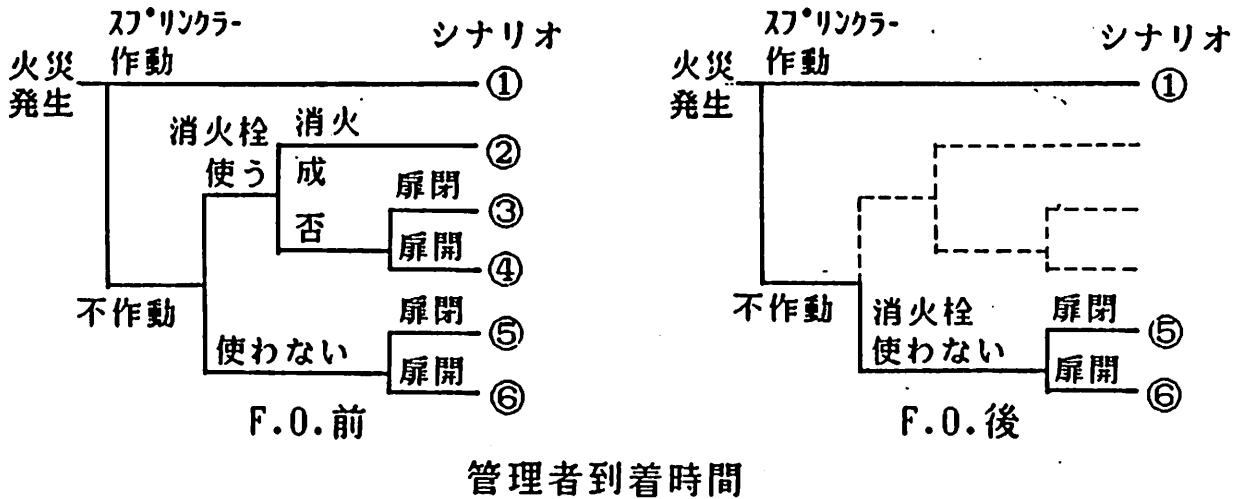 スプリンクラー
作動
シナリオ
火災
発生
①
消火栓
使う
消火
成
否
②
扉閉
③
扉開
④
不作動
使わない
扉閉
⑤
扉開
⑥
F.O.前
スプリンクラー
作動
シナリオ
火災
発生
①
不作動
消火栓
使わない
扉閉
⑤
扉開
⑥
F.O.後
管理者到着時間